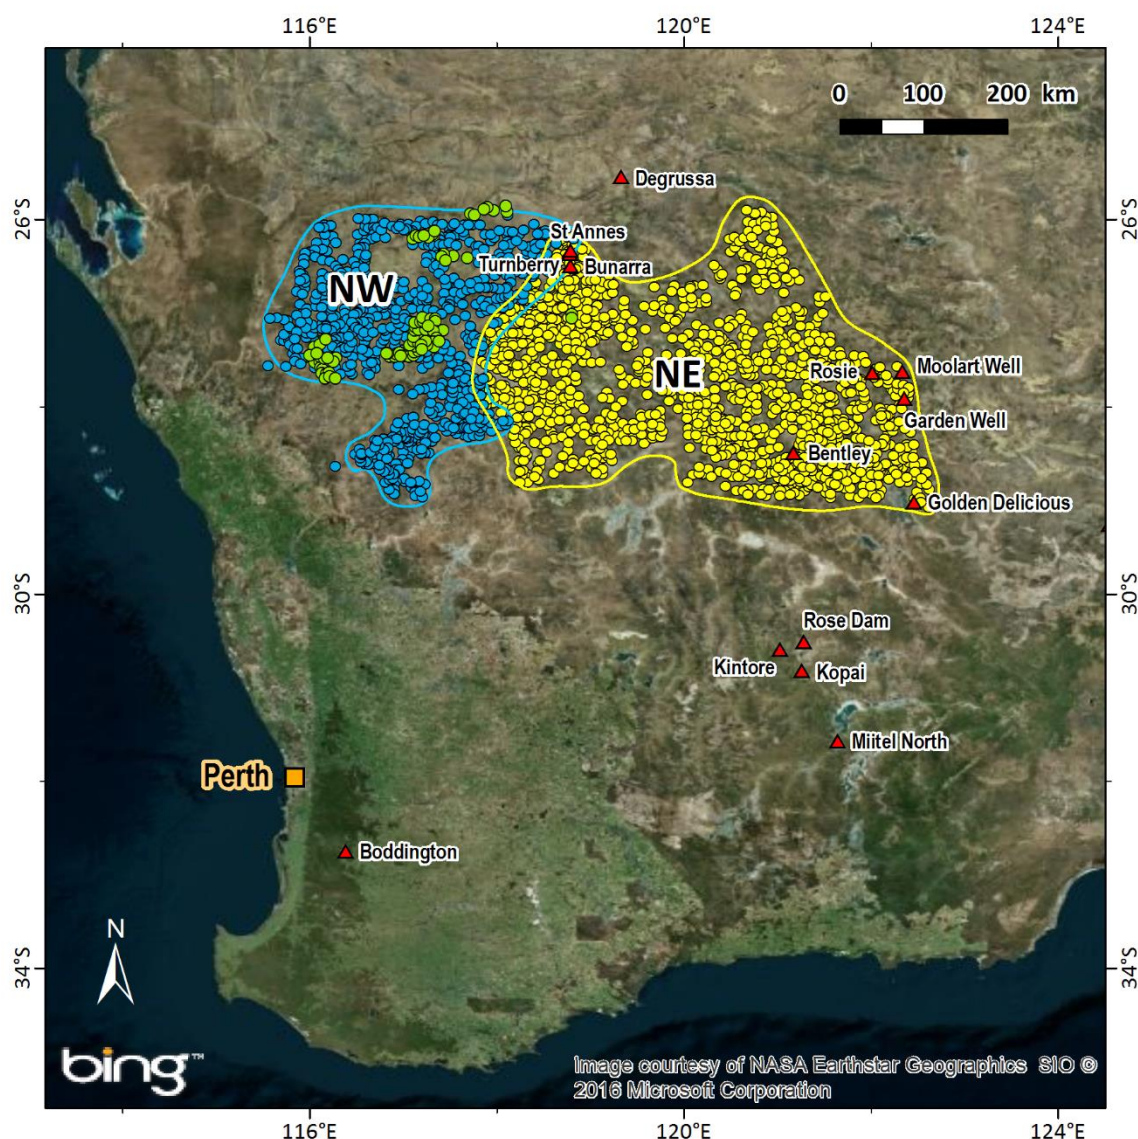 116°E 120°E 124°E
0 100 200 km
Degrussa
26°S 26°S
St Annes
Turnberry Bunarra
NW
NE
Rosie Moolart Well
Garden Well
Bentley
Golden Delicious
30°S 30°S
Rose Dam
Kintore
Kopai
Miitel North
Perth
Boddington
N
34°S 34°S
bing™
Image courtesy of NASA Earthstar Geographics SIO ©
2016 Microsoft Corporation
116°E 120°E 124°E